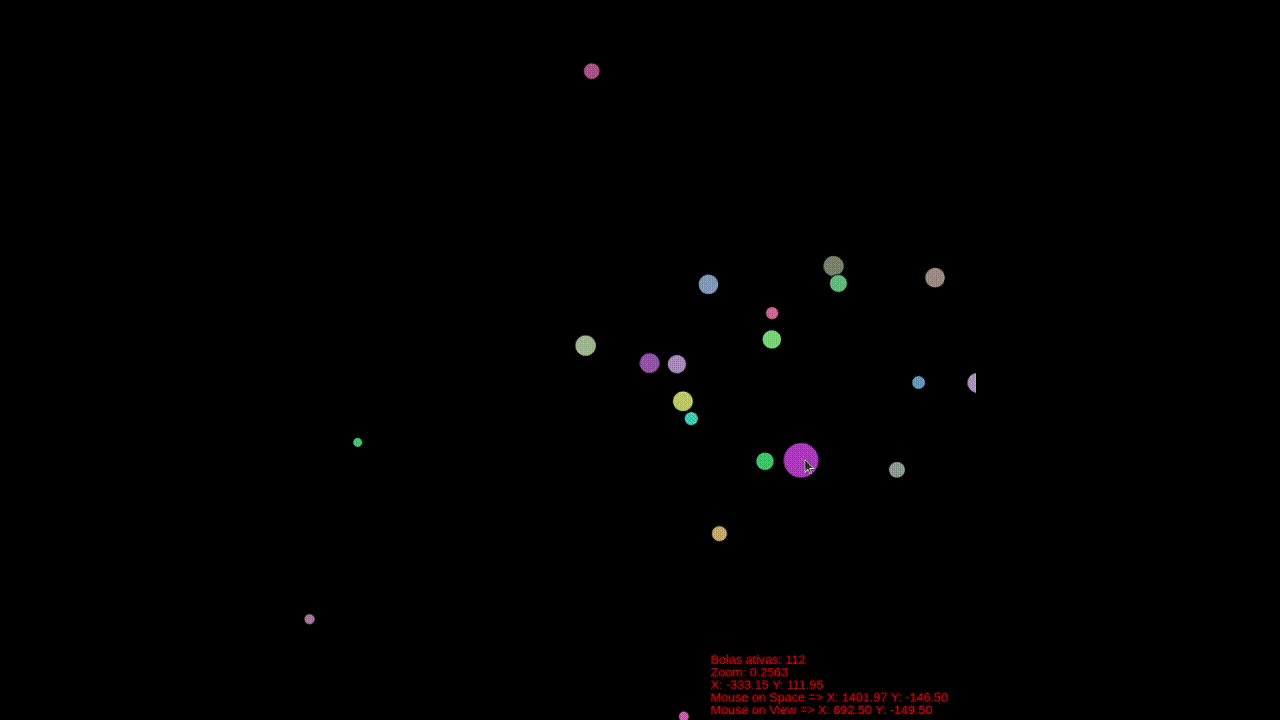 Bolas ativas: 112
Zoom: 0.2563
X: -333.15 Y: 111.95
Mouse on Space => X: 1401.97 Y: -146.50
Mouse on View => X: 692.50 Y: -149.50